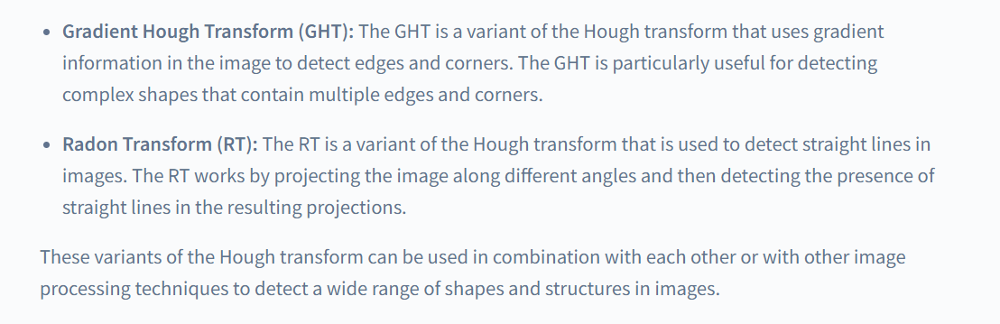 • Gradient Hough Transform (GHT): The GHT is a variant of the Hough transform that uses gradient
information in the image to detect edges and corners. The GHT is particularly useful for detecting
complex shapes that contain multiple edges and corners.
• Radon Transform (RT): The RT is a variant of the Hough transform that is used to detect straight lines in
images. The RT works by projecting the image along different angles and then detecting the presence of
straight lines in the resulting projections.
These variants of the Hough transform can be used in combination with each other or with other image
processing techniques to detect a wide range of shapes and structures in images.